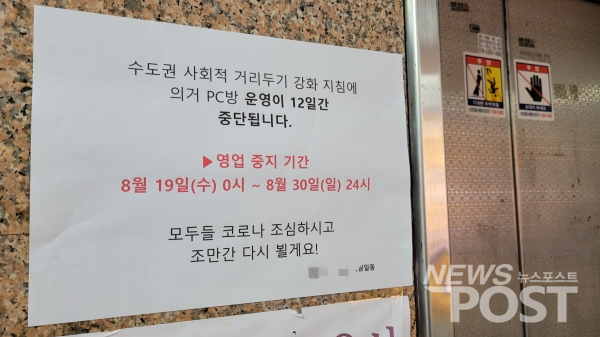 수도권 사회적 거리두기 강화 지침에
의거 PC방 운영이 12일간
중단됩니다.
▶영업 중지 기간
8월 19일(수) 0시 ~ 8월 30일(일) 24시
모두들 코로나 조심하시고
조만간 다시 뵐게요!
NEWS 뉴스포스트
POST